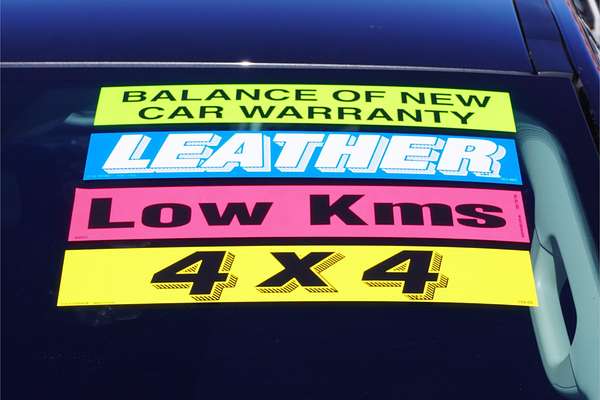 BALANCE OF NEW
CAR WARRANTY
LEATHER
Low Kms
4 x 4